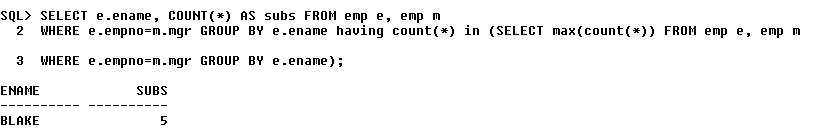 SQL> SELECT e.ename, COUNT(*) AS subs FROM emp e, emp m
  2  WHERE e.empno=m.mgr GROUP BY e.ename having count(*) in (SELECT max(count(*)) FROM emp e, emp m
  3  WHERE e.empno=m.mgr GROUP BY e.ename);
ENAME            SUBS
---------- ----------
BLAKE               5